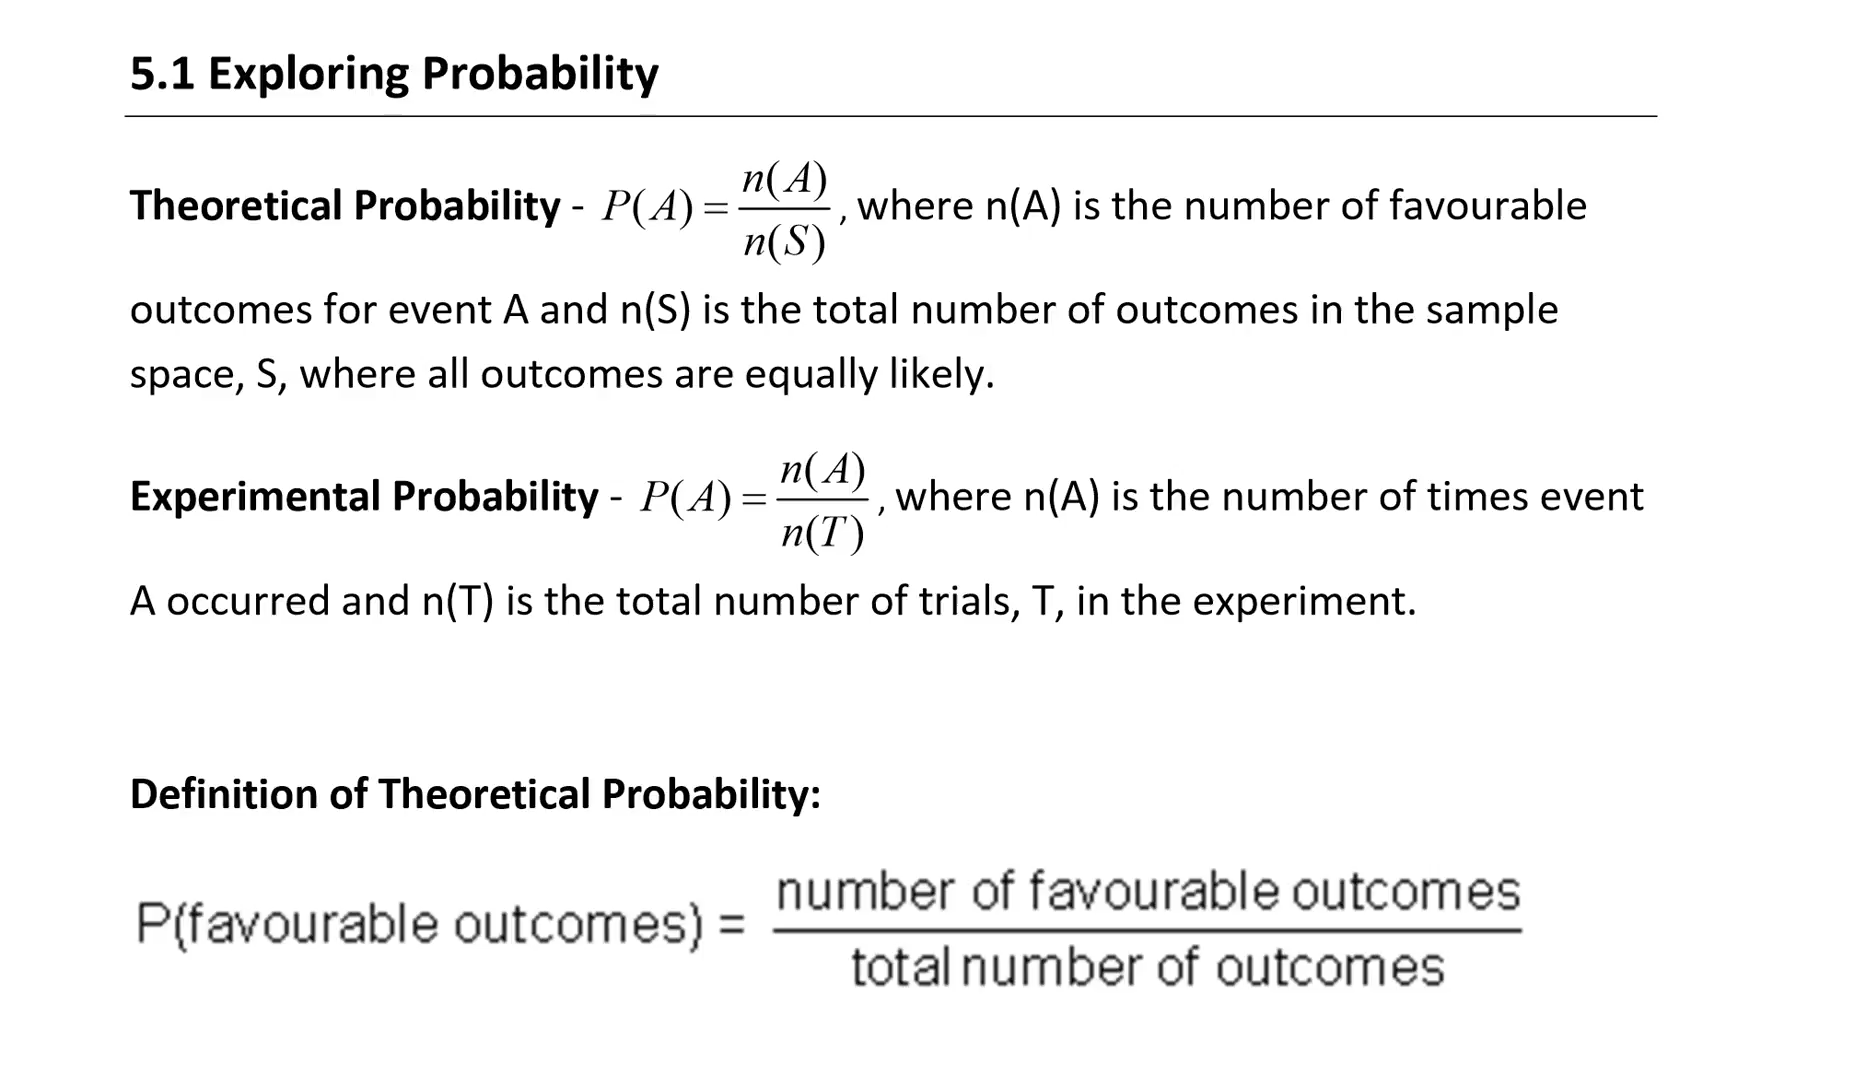 5.1 Exploring Probability
Theoretical Probability - P(A) = n(A)/n(S), where n(A) is the number of favourable
outcomes for event A and n(S) is the total number of outcomes in the sample
space, S, where all outcomes are equally likely.
Experimental Probability - P(A) = n(A)/n(T), where n(A) is the number of times event
A occurred and n(T) is the total number of trials, T, in the experiment.
Definition of Theoretical Probability:
P(favourable outcomes) = number of favourable outcomes
total number of outcomes